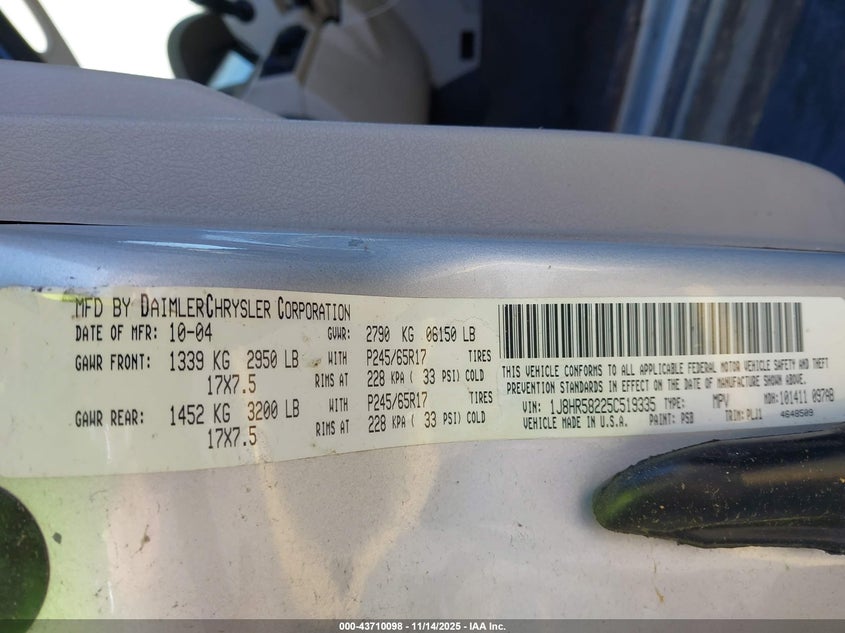 MFD BY DAIMLERCHRYSLER CORPORATION
DATE OF MFR: 10-04 GVWR: 2790 KG 06150 LB
GAWR FRONT: 1339 KG 2950 LB WITH P245/65R17 TIRES
17X7.5 RIMS AT 228 KPA ( 33 PSI) COLD
GAWR REAR: 1452 KG 3200 LB WITH P245/65R17 TIRES
17X7.5 RIMS AT 228 KPA ( 33 PSI) COLD
THIS VEHICLE CONFORMS TO ALL APPLICABLE FEDERAL MOTOR VEHICLE SAFETY AND THEFT
PREVENTION STANDARDS IN EFFECT ON THE DATE OF MANUFACTURE SHOWN ABOVE.
VIN: 1J8HR58225C519335 TYPE: MPV MDH:101411 097AB
VEHICLE MADE IN U.S.A. PAINT: PSB TRIM: PLJ1 4648509
000-43710098 | 11/14/2025 - IAA Inc.